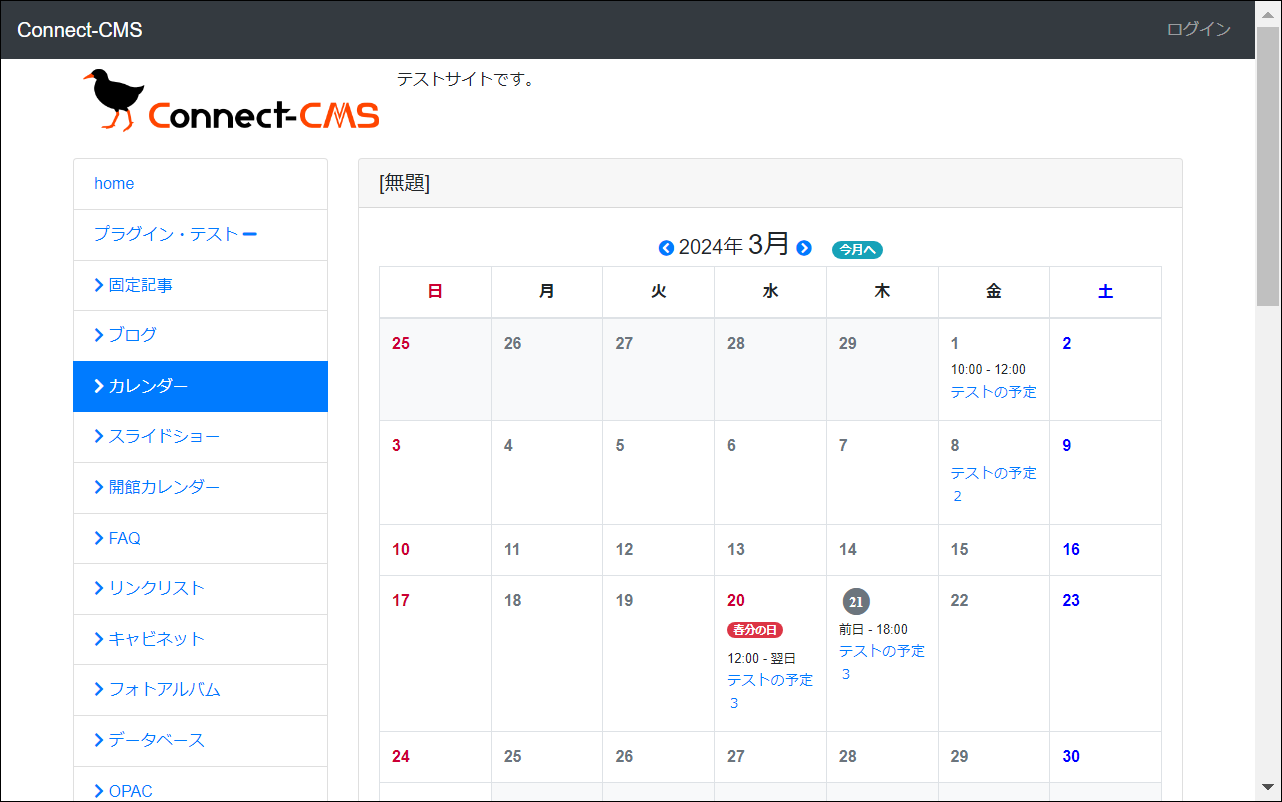 Connect-CMS
ログイン
Connect-CMS
テストサイトです。
home
プラグイン・テスト
固定記事
ブログ
カレンダー
スライドショー
開館カレンダー
FAQ
リンクリスト
キャビネット
フォトアルバム
データベース
OPAC
[無題]
2024年 3月 今月へ
日 月 火 水 木 金 土
25 26 27 28 29 1 2
10:00 - 12:00
テストの予定
3 4 5 6 7 8 9
テストの予定
2
10 11 12 13 14 15 16
17 18 19 20 21 22 23
春分の日
12:00 - 翌日
テストの予定
3
前日 - 18:00
テストの予定
3
24 25 26 27 28 29 30